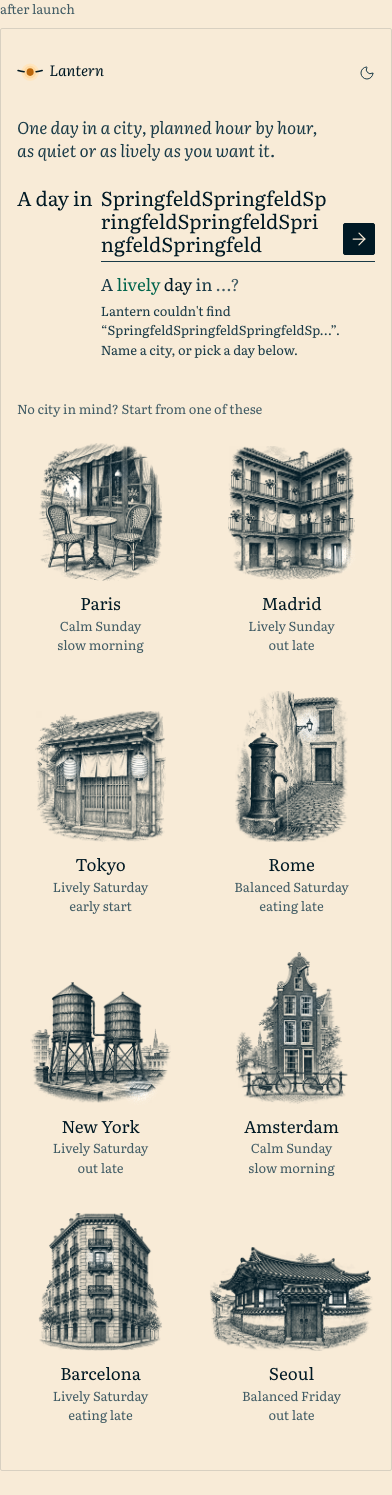 after launch
Lantern
One day in a city, planned hour by hour,
as quiet or as lively as you want it.
A day in SpringfeldSpringfeldSp
ringfeldSpringfeldSpri
ngfeldSpringfeld
A lively day in …?
Lantern couldn't find
“SpringfeldSpringfeldSpringfeldSp…”.
Name a city, or pick a day below.
No city in mind? Start from one of these
Paris
Calm Sunday
slow morning
Madrid
Lively Sunday
out late
Tokyo
Lively Saturday
early start
Rome
Balanced Saturday
eating late
New York
Lively Saturday
out late
Amsterdam
Calm Sunday
slow morning
Barcelona
Lively Saturday
eating late
Seoul
Balanced Friday
out late